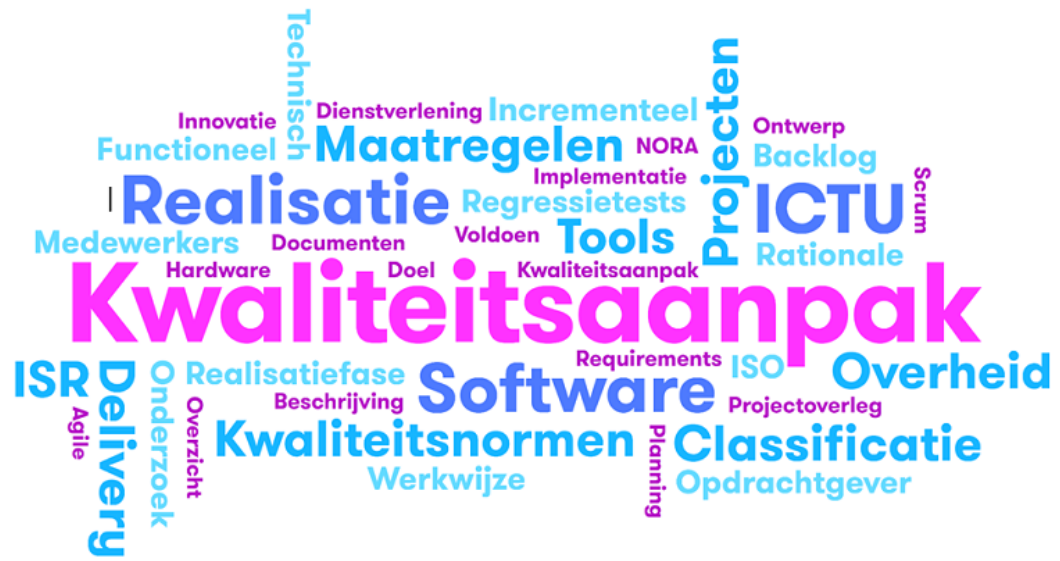 Technisch
Projecten
Innovatie
Dienstverlening
Incrementeel
Ontwerp
Functioneel
Maatregelen
NORA
Backlog
Implementatie
Scrum
Realisatie
Regressietests
ICTU
Medewerkers
Documenten
Voldoen
Tools
Rationale
Hardware
Doel
Kwaliteitsaanpak
Kwaliteitsaanpak
ISR
Delivery
Onderzoek
Realisatiefase
Software
Requirements
ISO
Overheid
Agile
Overzicht
Beschrijving
Projectoverleg
Kwaliteitsnormen
Planning
Classificatie
Werkwijze
Opdrachtgever